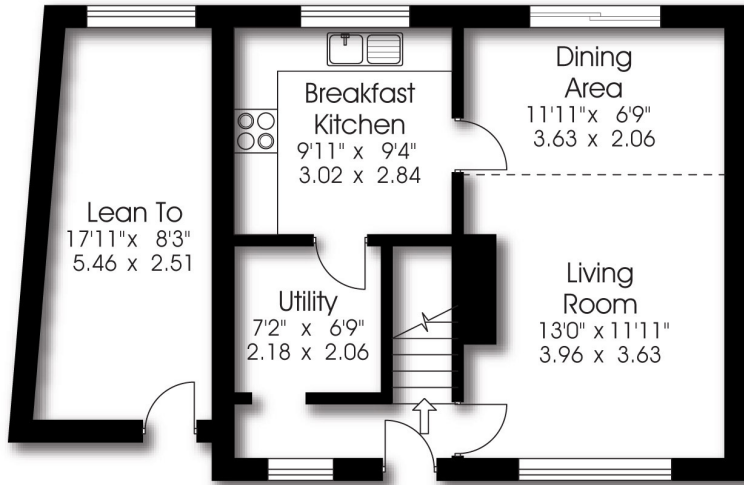 Lean To
17'11"x 8'3"
5.46 x 2.51
Breakfast
Kitchen
9'11" x 9'4"
3.02 x 2.84
Dining
Area
11'11"x 6'9"
3.63 x 2.06
Utility
7'2" x 6'9"
2.18 x 2.06
Living
Room
13'0" x 11'11"
3.96 x 3.63